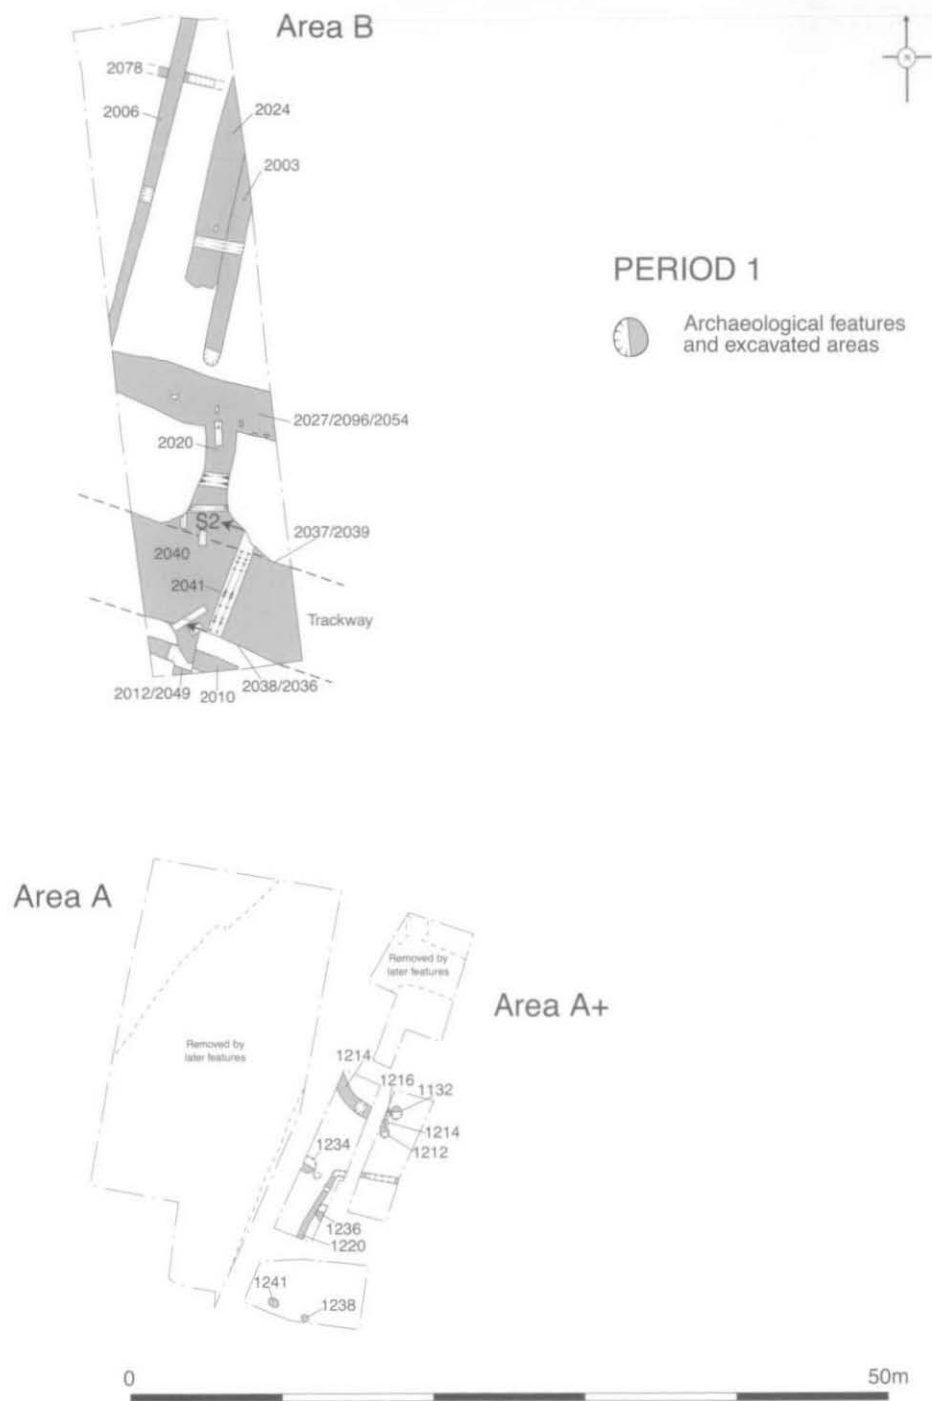 Area B
2078
2006
2024
2003
PERIOD 1
Archaeological features
and excavated areas
2027/2096/2054
2020
S2
2037/2039
2040
2041
Trackway
2038/2036
2012/2049
2010
Area A
Removed by
later features
Area A+
Removed by
later features
1214
1216
1132
1214
1212
1234
1236
1220
1241
1238
0
50m